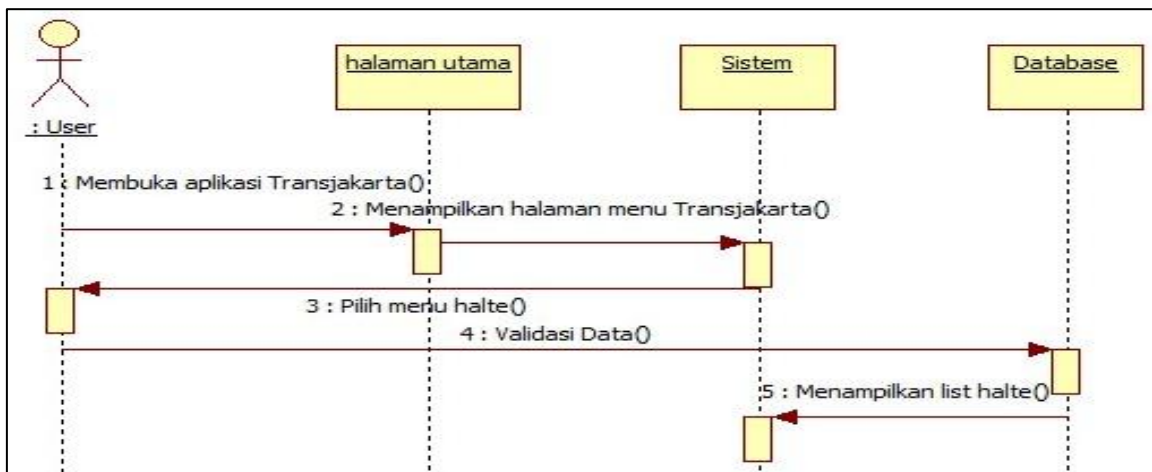 halaman utama
Sistem
Database
: User
1 : Membuka aplikasi Transjakarta()
2 : Menampilkan halaman menu Transjakarta()
3 : Pilih menu halte()
4 : Validasi Data()
5 : Menampilkan list halte()